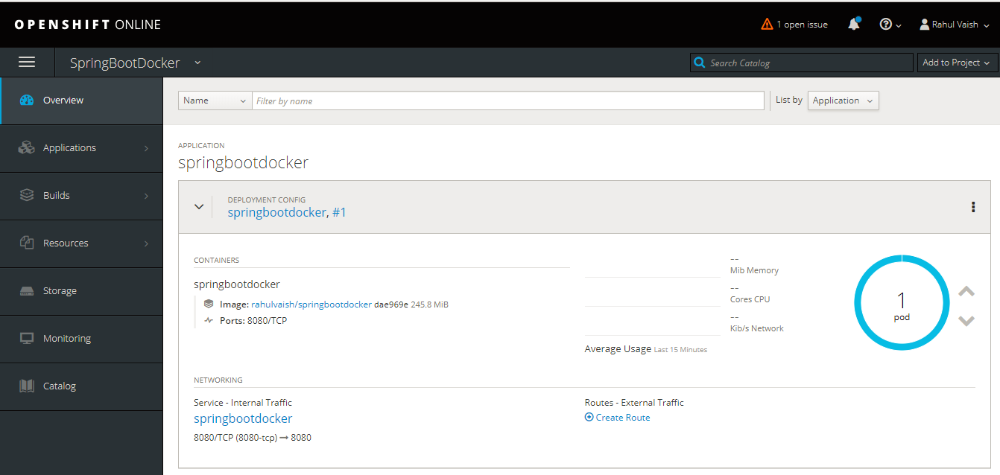 OPENSHIFT ONLINE
1 open issue
Rahul Vaish
SpringBootDocker
Search Catalog
Add to Project
Overview
Applications
Builds
Resources
Storage
Monitoring
Catalog
Name
Filter by name
List by
Application
APPLICATION
springbootdocker
DEPLOYMENT CONFIG
springbootdocker, #1
CONTAINERS
springbootdocker
Image: rahulvaish/springbootdocker dae969e 245.8 MiB
Ports: 8080/TCP
--
Mib Memory
--
Cores CPU
--
Kib/s Network
Average Usage Last 15 Minutes
1
pod
NETWORKING
Service - Internal Traffic
springbootdocker
8080/TCP (8080-tcp) → 8080
Routes - External Traffic
Create Route